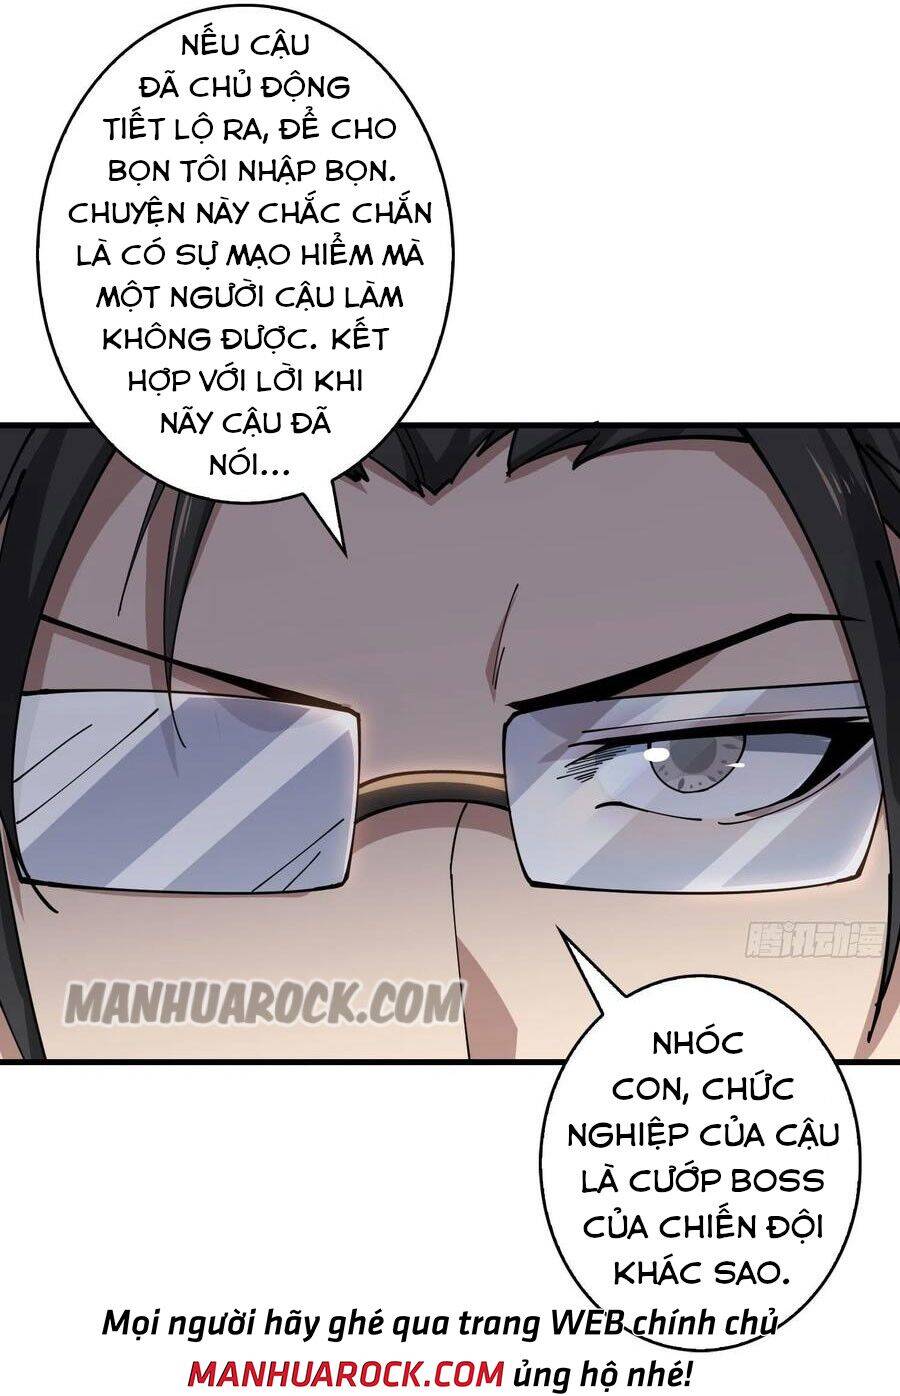 NẾU CẬU
ĐÃ CHỦ ĐỘNG
TIẾT LỘ RA, ĐỂ CHO
BỌN TÔI NHẬP BỌN.
CHUYỆN NÀY CHẮC CHẮN
LÀ CÓ SỰ MẠO HIỂM MÀ
MỘT NGƯỜI CẬU LÀM
KHÔNG ĐƯỢC. KẾT
HỢP VỚI LỜI KHI
NÃY CẬU ĐÃ
NÓI...
腾讯动漫
MANHUAROCK.COM
NHÓC
CON, CHỨC
NGHIỆP CỦA CẬU
LÀ CƯỚP BOSS
CỦA CHIẾN ĐỘI
KHÁC SAO.
Mọi người hãy ghé qua trang WEB chính chủ
MANHUAROCK.COM ủng hộ nhé!